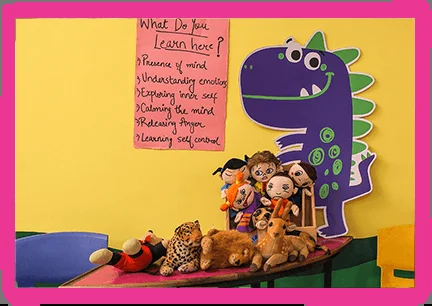 What Do You
Learn here?
› Presence of mind
› Understanding emotions
› Exploring inner self
› Calming the mind
› Releasing Anger
› Learning self control